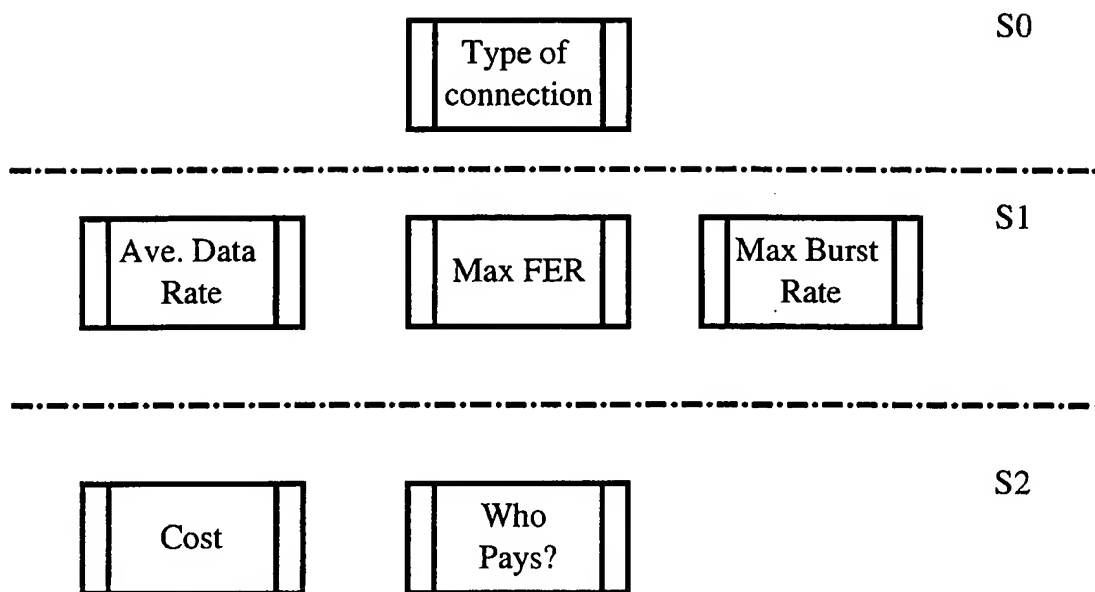 S0
Type of
connection
S1
Ave. Data
Rate
Max FER
Max Burst
Rate
S2
Cost
Who
Pays?